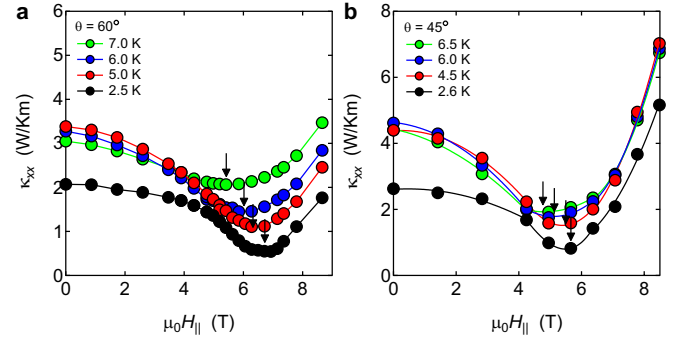 a
θ = 60°
7.0 K
6.0 K
5.0 K
2.5 K
κxx (W/Km)
6
5
4
3
2
1
0
0 2 4 6 8
μ0H|| (T)
b
θ = 45°
6.5 K
6.0 K
4.5 K
2.6 K
κxx (W/Km)
8
6
4
2
0
0 2 4 6 8
μ0H|| (T)